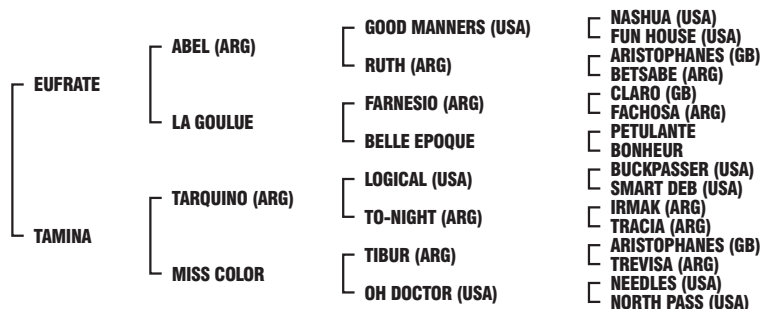 EUFRATE
TAMINA
ABEL (ARG)
LA GOULUE
TARQUINO (ARG)
MISS COLOR
GOOD MANNERS (USA)
RUTH (ARG)
FARNESIO (ARG)
BELLE EPOQUE
LOGICAL (USA)
TO-NIGHT (ARG)
TIBUR (ARG)
OH DOCTOR (USA)
NASHUA (USA)
FUN HOUSE (USA)
ARISTOPHANES (GB)
BETSABE (ARG)
CLARO (GB)
FACHOSA (ARG)
PETULANTE
BONHEUR
BUCKPASSER (USA)
SMART DEB (USA)
IRMAK (ARG)
TRACIA (ARG)
ARISTOPHANES (GB)
TREVISA (ARG)
NEEDLES (USA)
NORTH PASS (USA)